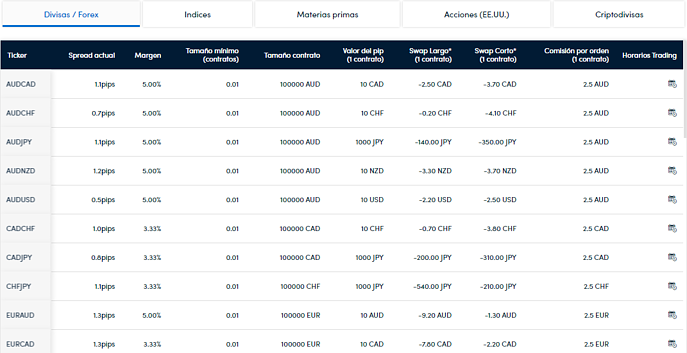 Divisas / Forex Indices Materias primas Acciones (EE.UU.) Criptodivisas
Ticker Spread actual Margen Tamaño mínimo (contratos) Tamaño contrato Valor del pip (1 contrato) Swap Largo* (1 contrato) Swap Corto* (1 contrato) Comisión por orden (1 contrato) Horarios Trading
AUDCAD 1.1pips 5.00% 0.01 100000 AUD 10 CAD -2.50 CAD -3.70 CAD 2.5 AUD
AUDCHF 0.7pips 5.00% 0.01 100000 AUD 10 CHF -0.20 CHF -4.10 CHF 2.5 AUD
AUDJPY 1.1pips 5.00% 0.01 100000 AUD 1000 JPY -140.00 JPY -350.00 JPY 2.5 AUD
AUDNZD 1.2pips 5.00% 0.01 100000 AUD 10 NZD -3.30 NZD -3.70 NZD 2.5 AUD
AUDUSD 0.5pips 5.00% 0.01 100000 AUD 10 USD -2.20 USD -2.50 USD 2.5 AUD
CADCHF 1.0pips 3.33% 0.01 100000 CAD 10 CHF -0.70 CHF -3.80 CHF 2.5 CAD
CADJPY 0.8pips 3.33% 0.01 100000 CAD 1000 JPY -200.00 JPY -310.00 JPY 2.5 CAD
CHFJPY 1.1pips 3.33% 0.01 100000 CHF 1000 JPY -540.00 JPY -210.00 JPY 2.5 CHF
EURAUD 1.3pips 5.00% 0.01 100000 EUR 10 AUD -9.20 AUD -1.30 AUD 2.5 EUR
EURCAD 1.3pips 3.33% 0.01 100000 EUR 10 CAD -7.80 CAD -2.20 CAD 2.5 EUR